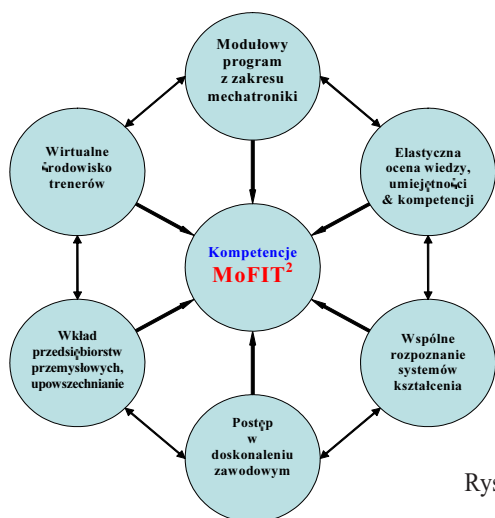 Modułowy
program
z zakresu
mechatroniki
Wirtualne
środowisko
trenerów
Elastyczna
ocena wiedzy,
umiejętności
& kompetencji
Kompetencje
MoFIT²
Wkład
przedsiębiorstw
przemysłowych,
upowszechnianie
Wspólne
rozpoznanie
systemów
kształcenia
Postęp
w
doskonaleniu
zawodowym
Rys